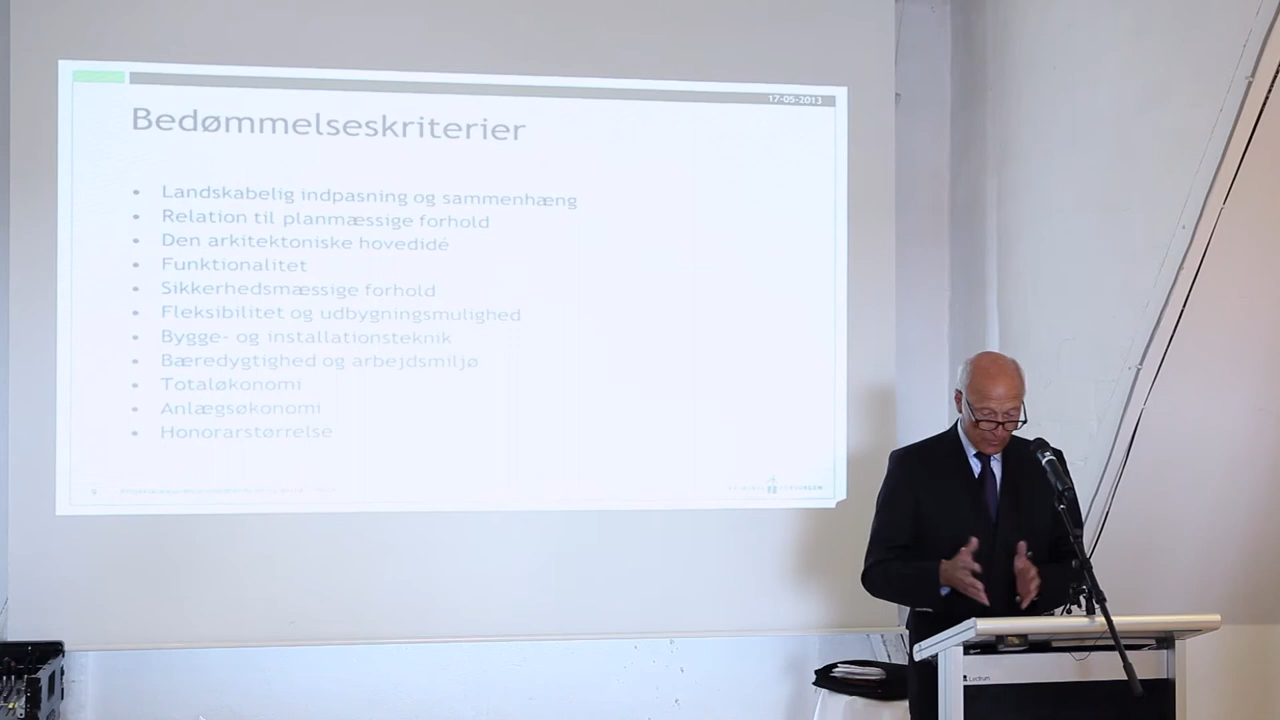 17-05-2013
Bedømmelseskriterier
• Landskabelig indpasning og sammenhæng
• Relation til planmæssige forhold
• Den arkitektoniske hovedidé
• Funktionalitet
• Sikkerhedsmæssige forhold
• Fleksibilitet og udbygningsmulighed
• Bygge- og installationsteknik
• Bæredygtighed og arbejdsmiljø
• Totaløkonomi
• Anlægsøkonomi
• Honorarstørrelse
Lectrum